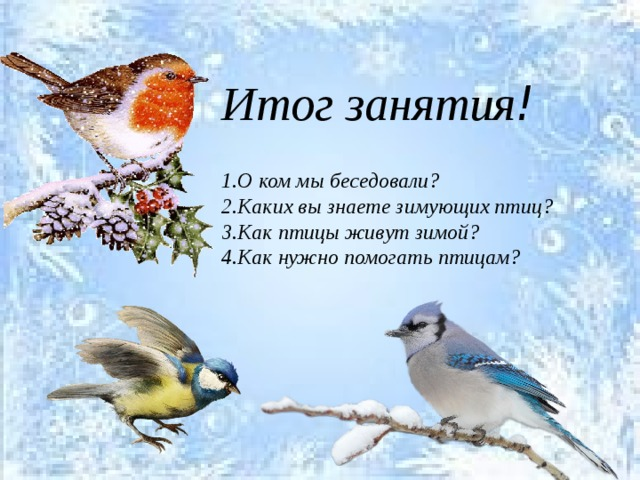 Итог занятия!
1.О ком мы беседовали?
2.Каких вы знаете зимующих птиц?
3.Как птицы живут зимой?
4.Как нужно помогать птицам?